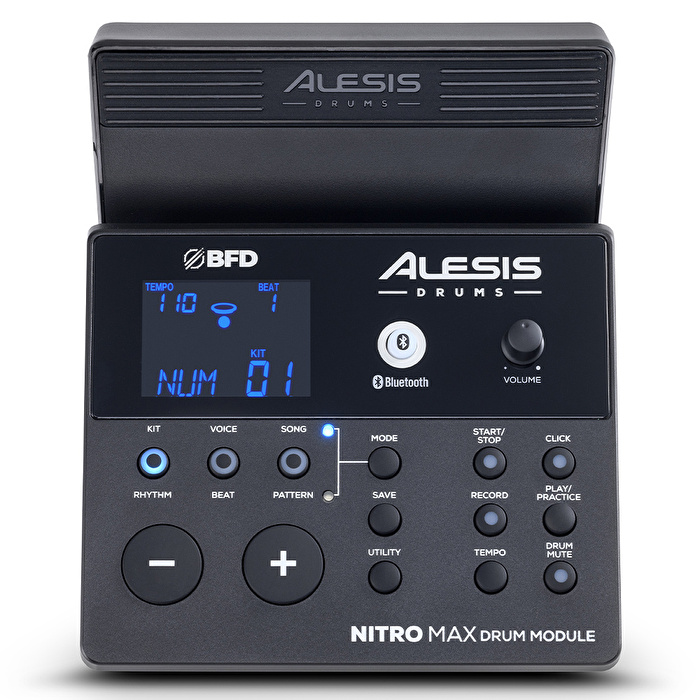 ALESIS
DRUMS
BFD
ALESIS
DRUMS
TEMPO BEAT
110 1
KIT
NUM 01
Bluetooth
VOLUME
KIT VOICE SONG
MODE
START/
STOP
CLICK
RHYTHM BEAT PATTERN
SAVE
RECORD
PLAY/
PRACTICE
UTILITY
TEMPO
DRUM
MUTE
− +
NITRO MAX DRUM MODULE